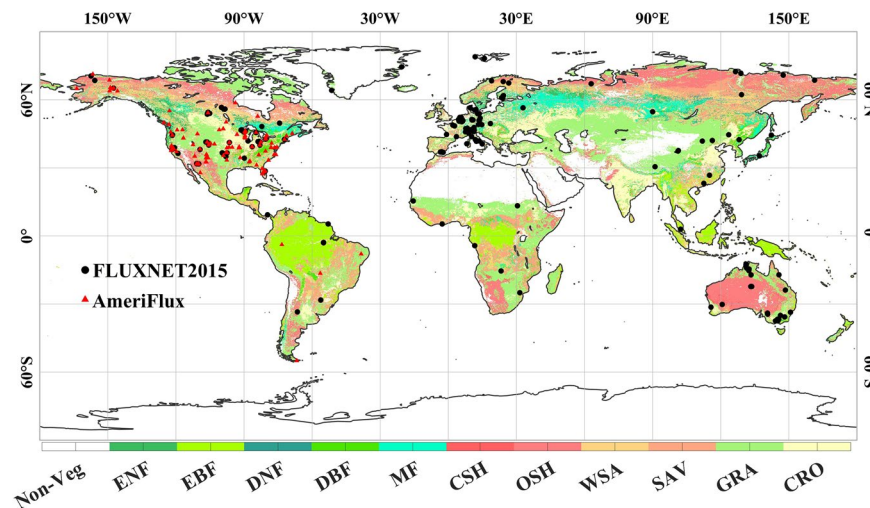 150°W 90°W 30°W 30°E 90°E 150°E
60°N
0
60°S
FLUXNET2015
AmeriFlux
Non-Veg ENF EBF DNF DBF MF CSH OSH WSA SAV GRA CRO